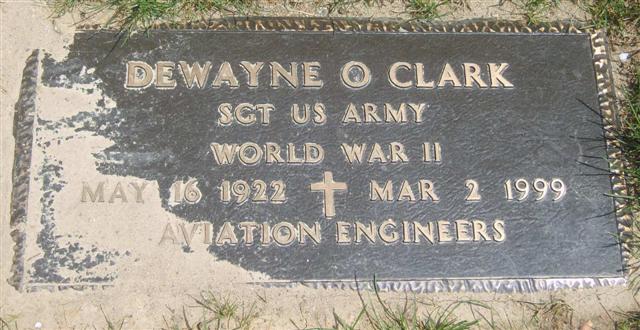 DEWAYNE O CLARK
SGT US ARMY
WORLD WAR II
MAY 16 1922 MAR 2 1999
AVIATION ENGINEERS